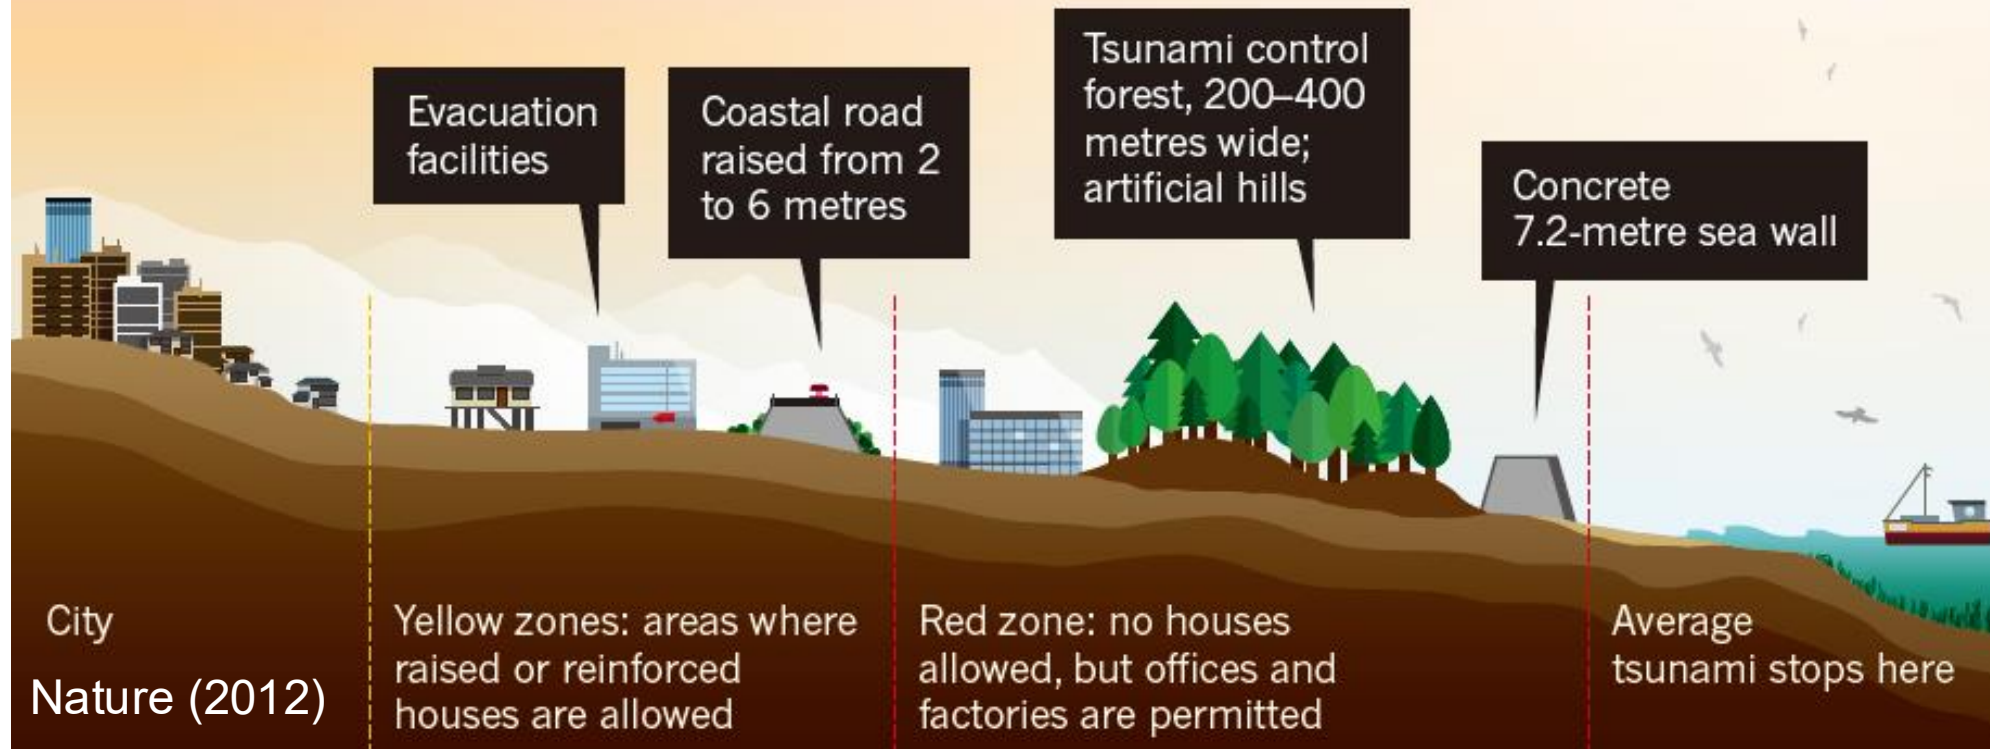 Evacuation
facilities
Coastal road
raised from 2
to 6 metres
Tsunami control
forest, 200–400
metres wide;
artificial hills
Concrete
7.2-metre sea wall
City
Nature (2012)
Yellow zones: areas where
raised or reinforced
houses are allowed
Red zone: no houses
allowed, but offices and
factories are permitted
Average
tsunami stops here